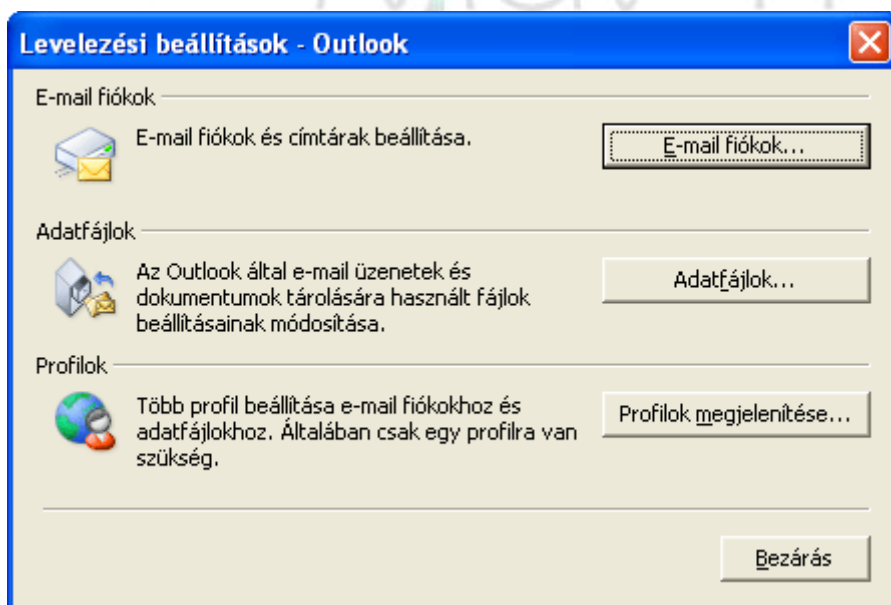 Levelezési beállítások - Outlook
E-mail fiókok
E-mail fiókok és címtárak beállítása.
E-mail fiókok...
Adatfájlok
Az Outlook által e-mail üzenetek és
dokumentumok tárolására használt fájlok
beállításainak módosítása.
Adatfájlok...
Profilok
Több profil beállítása e-mail fiókokhoz és
adatfájlokhoz. Általában csak egy profilra van
szükség.
Profilok megjelenítése...
Bezárás